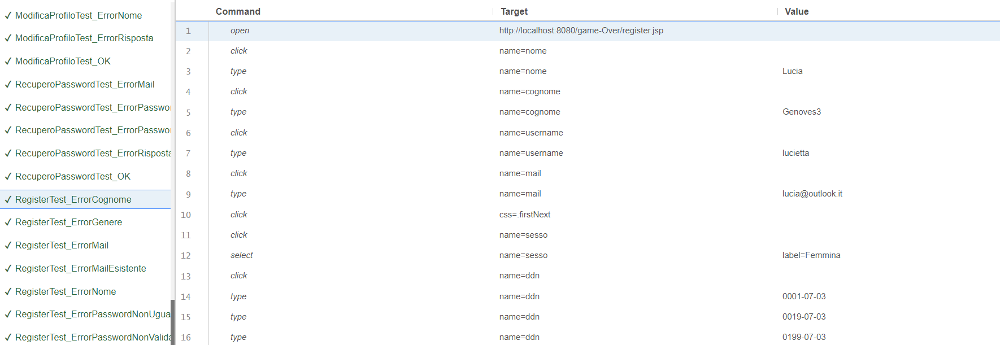 ModificaProfiloTest_ErrorNome
ModificaProfiloTest_ErrorRisposta
ModificaProfiloTest_OK
RecuperoPasswordTest_ErrorMail
RecuperoPasswordTest_ErrorPasswo
RecuperoPasswordTest_ErrorPasswo
RecuperoPasswordTest_ErrorRisposta
RecuperoPasswordTest_OK
RegisterTest_ErrorCognome
RegisterTest_ErrorGenere
RegisterTest_ErrorMail
RegisterTest_ErrorMailEsistente
RegisterTest_ErrorNome
RegisterTest_ErrorPasswordNonUgua
RegisterTest_ErrorPasswordNonValida
Command Target Value
1 open http://localhost:8080/game-Over/register.jsp
2 click name=nome
3 type name=nome Lucia
4 click name=cognome
5 type name=cognome Genoves3
6 click name=username
7 type name=username lucietta
8 click name=mail
9 type name=mail lucia@outlook.it
10 click css=.firstNext
11 click name=sesso
12 select name=sesso label=Femmina
13 click name=ddn
14 type name=ddn 0001-07-03
15 type name=ddn 0019-07-03
16 type name=ddn 0199-07-03